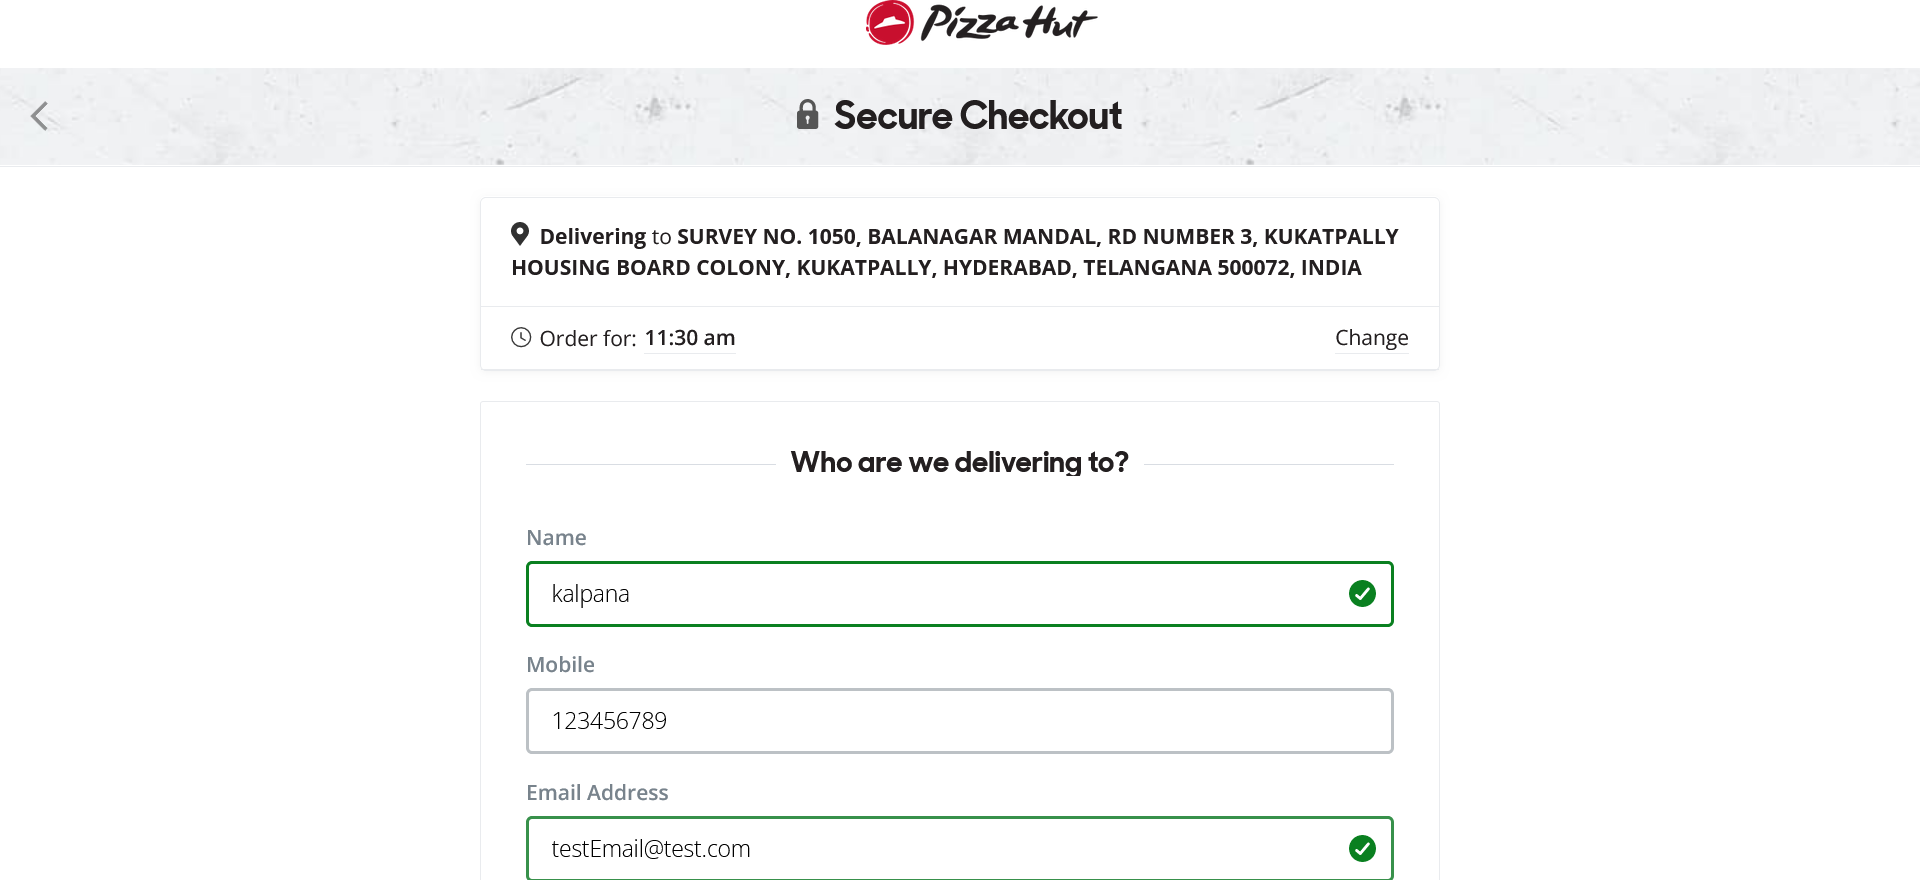 Pizza Hut
Secure Checkout
Delivering to SURVEY NO. 1050, BALANAGAR MANDAL, RD NUMBER 3, KUKATPALLY
HOUSING BOARD COLONY, KUKATPALLY, HYDERABAD, TELANGANA 500072, INDIA
Order for: 11:30 am
Change
Who are we delivering to?
Name
kalpana
Mobile
123456789
Email Address
testEmail@test.com